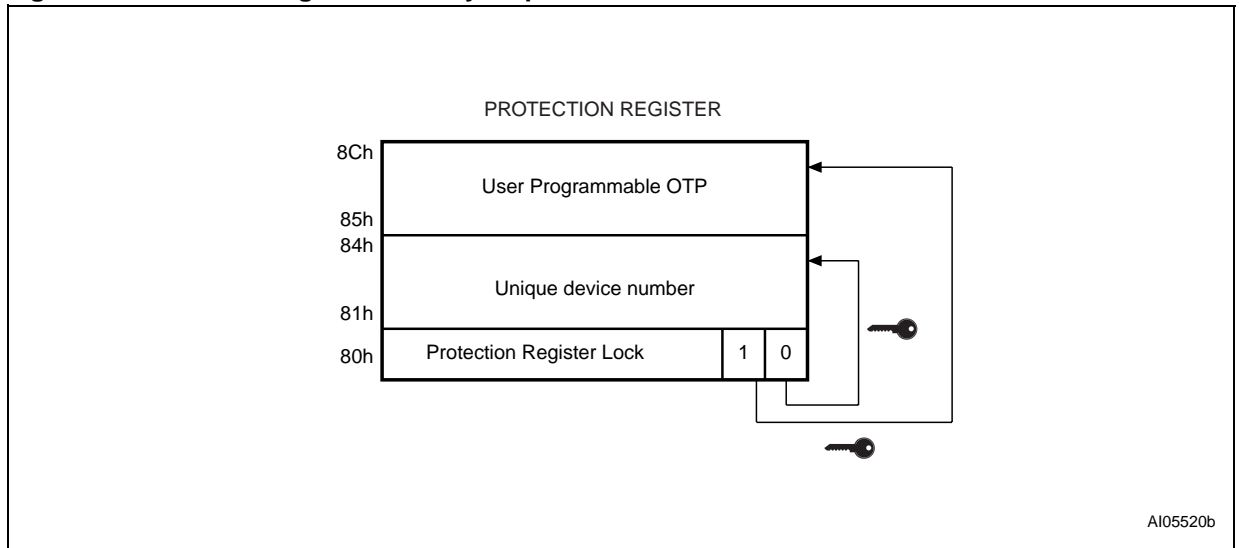 PROTECTION REGISTER
8Ch
User Programmable OTP
85h
84h
Unique device number
81h
80h
Protection Register Lock
1
0
AI05520b